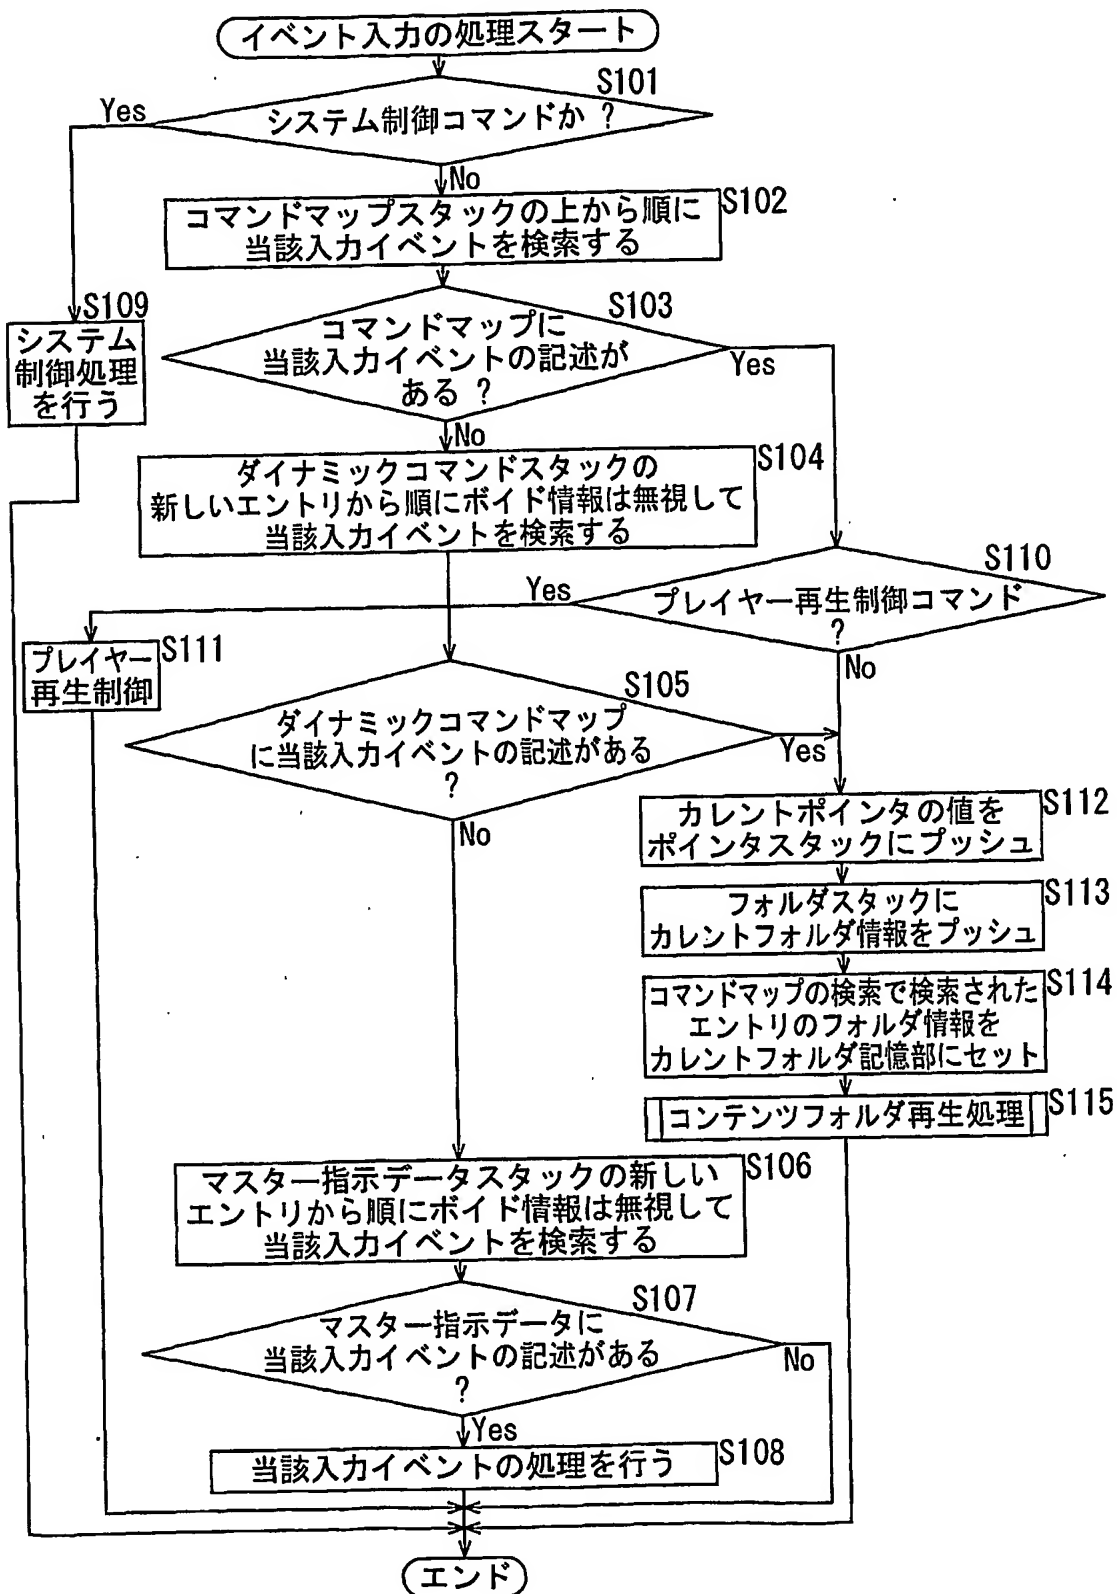 イベント入力の処理スタート
S101
Yes
システム制御コマンドか ?
No
S102
コマンドマップスタックの上から順に
当該入力イベントを検索する
S109
システム
制御処理
を行う
S103
コマンドマップに
当該入力イベントの記述が
ある ?
Yes
No
S104
ダイナミックコマンドスタックの
新しいエントリから順にボイド情報は無視して
当該入力イベントを検索する
S110
Yes
プレイヤー再生制御コマンド
?
No
S111
プレイヤー
再生制御
S105
ダイナミックコマンドマップ
に当該入力イベントの記述がある
?
Yes
No
S112
カレントポインタの値を
ポインタスタックにプッシュ
S113
フォルダスタックに
カレントフォルダ情報をプッシュ
S114
コマンドマップの検索で検索された
エントリのフォルダ情報を
カレントフォルダ記憶部にセット
S115
コンテンツフォルダ再生処理
S106
マスター指示データスタックの新しい
エントリから順にボイド情報は無視して
当該入力イベントを検索する
S107
マスター指示データに
当該入力イベントの記述がある
?
No
Yes
S108
当該入力イベントの処理を行う
エンド